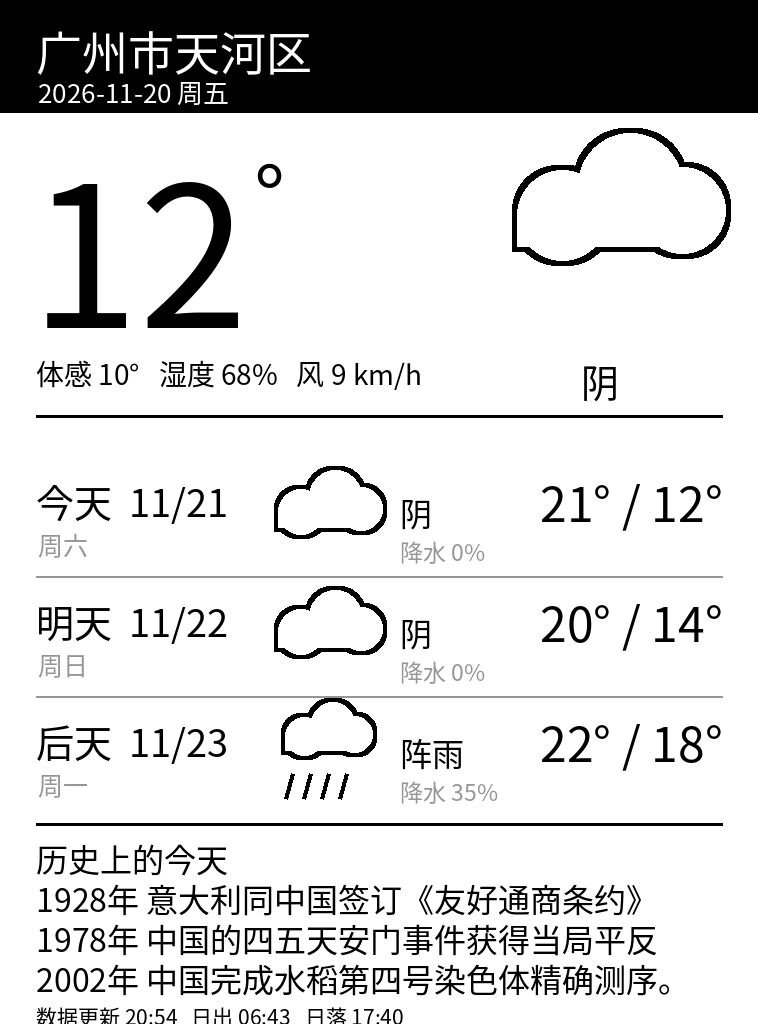 广州市天河区
2026-11-20 周五
12°
体感 10° 湿度 68% 风 9 km/h
阴
今天 11/21 阴 21° / 12°
周六 降水 0%
明天 11/22 阴 20° / 14°
周日 降水 0%
后天 11/23 阵雨 22° / 18°
周一 降水 35%
历史上的今天
1928年 意大利同中国签订《友好通商条约》
1978年 中国的四五天安门事件获得当局平反
2002年 中国完成水稻第四号染色体精确测序。
数据更新 20:54 日出 06:43 日落 17:40